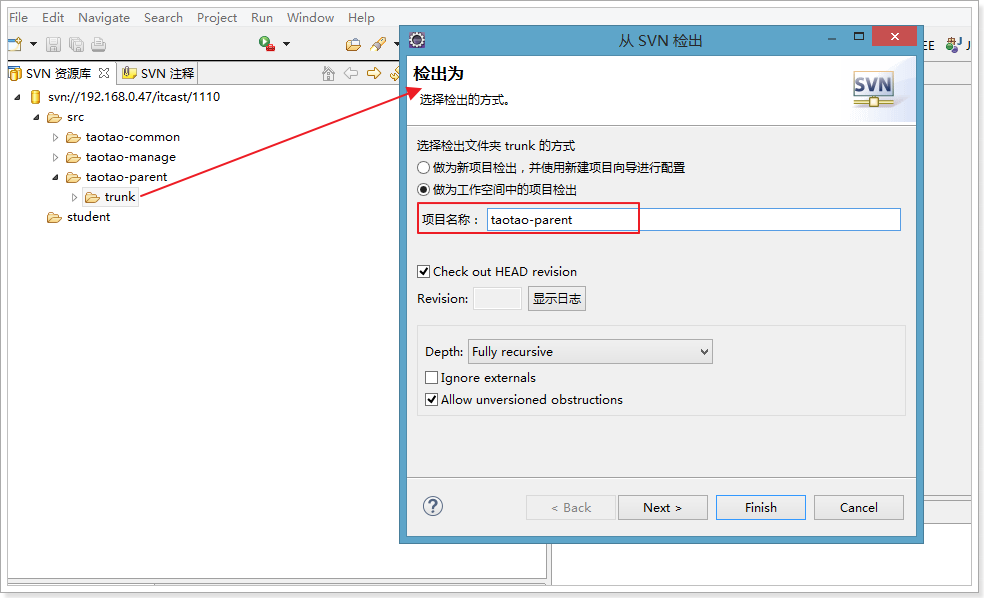 File Edit Navigate Search Project Run Window Help
SVN 资源库 SVN 注释
svn://192.168.0.47/itcast/1110
src
taotao-common
taotao-manage
taotao-parent
trunk
student
EE J
从 SVN 检出
检出为
选择检出的方式。
SVN
选择检出文件夹 trunk 的方式
做为新项目检出，并使用新建项目向导进行配置
做为工作空间中的项目检出
项目名称： taotao-parent
Check out HEAD revision
Revision: 显示日志
Depth: Fully recursive
Ignore externals
Allow unversioned obstructions
? < Back Next > Finish Cancel